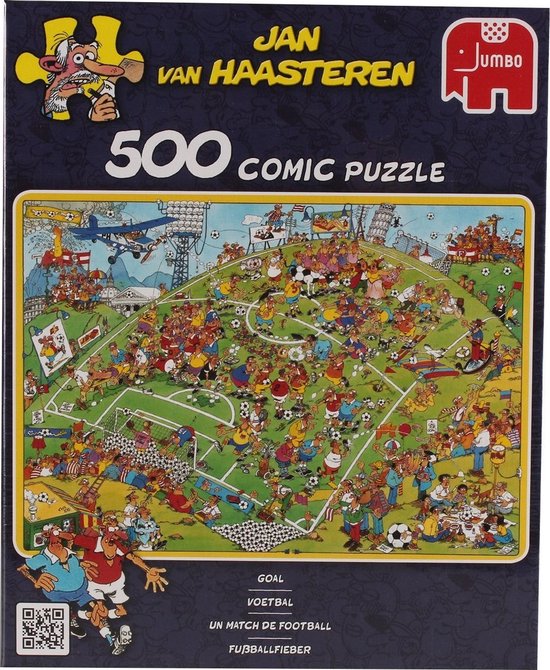 JAN
VAN HAASTEREN
JUMBO
500 COMIC PUZZLE
GOAL
VOETBAL
UN MATCH DE FOOTBALL
FUẞBALLFIEBER